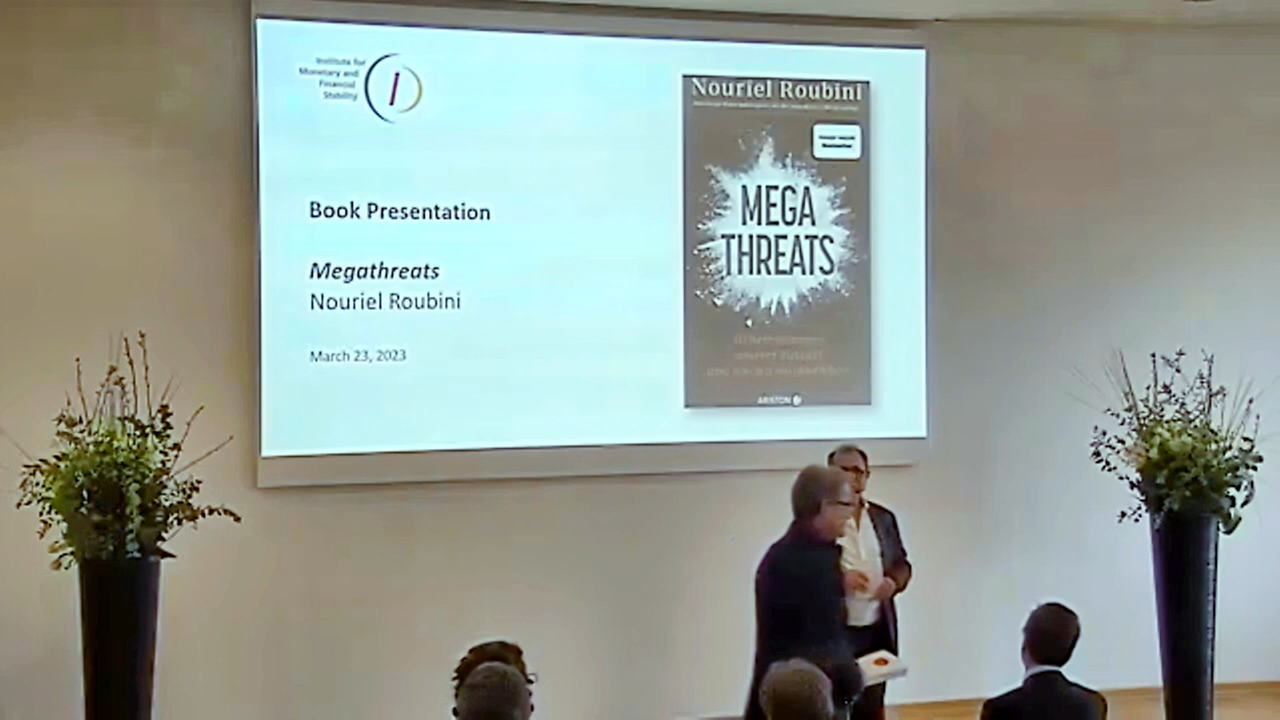 Institute for
Monetary and
Financial
Stability
Book Presentation
Megathreats
Nouriel Roubini
March 23, 2023
Nouriel Roubini
MEGA
THREATS
ARISTON